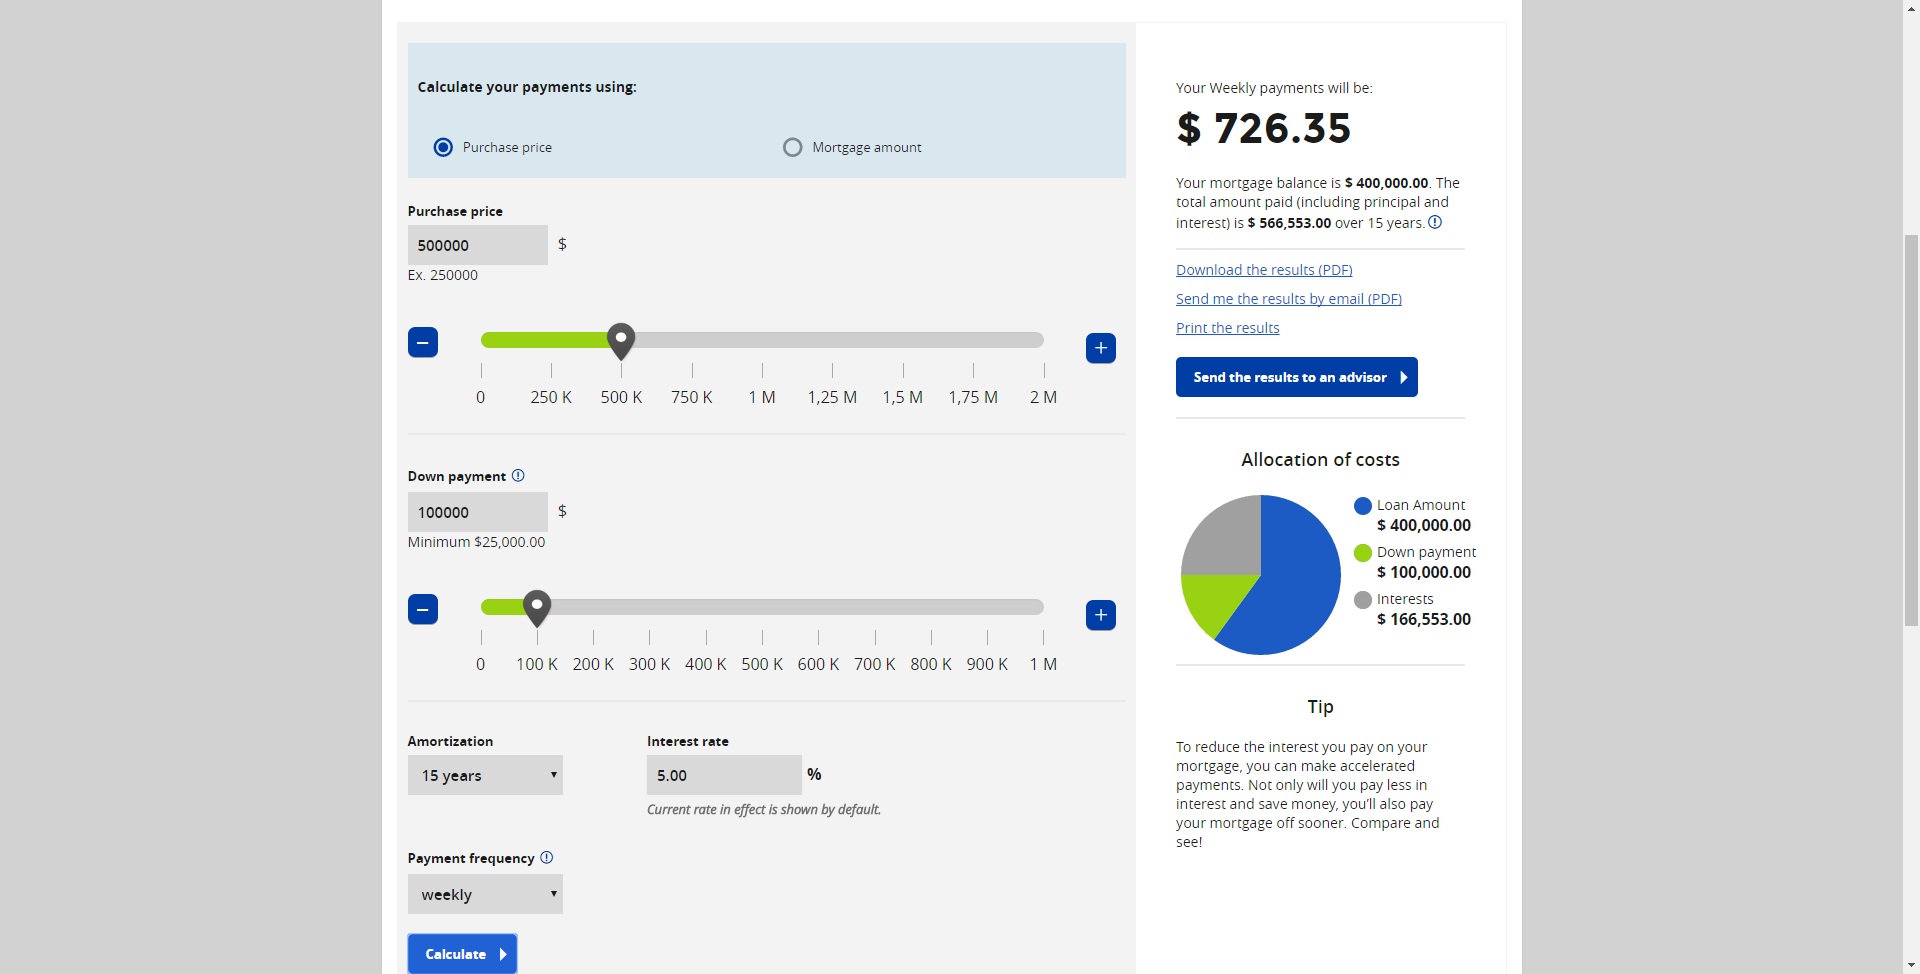 Calculate your payments using:
Purchase price
Mortgage amount
Purchase price
500000 $
Ex. 250000
0 250 K 500 K 750 K 1 M 1,25 M 1,5 M 1,75 M 2 M
Down payment
100000 $
Minimum $25,000.00
0 100 K 200 K 300 K 400 K 500 K 600 K 700 K 800 K 900 K 1 M
Amortization
15 years
Interest rate
5.00 %
Current rate in effect is shown by default.
Payment frequency
weekly
Calculate
Your Weekly payments will be:
$ 726.35
Your mortgage balance is $ 400,000.00. The
total amount paid (including principal and
interest) is $ 566,553.00 over 15 years.
Download the results (PDF)
Send me the results by email (PDF)
Print the results
Send the results to an advisor
Allocation of costs
Loan Amount
$ 400,000.00
Down payment
$ 100,000.00
Interests
$ 166,553.00
Tip
To reduce the interest you pay on your
mortgage, you can make accelerated
payments. Not only will you pay less in
interest and save money, you’ll also pay
your mortgage off sooner. Compare and
see!